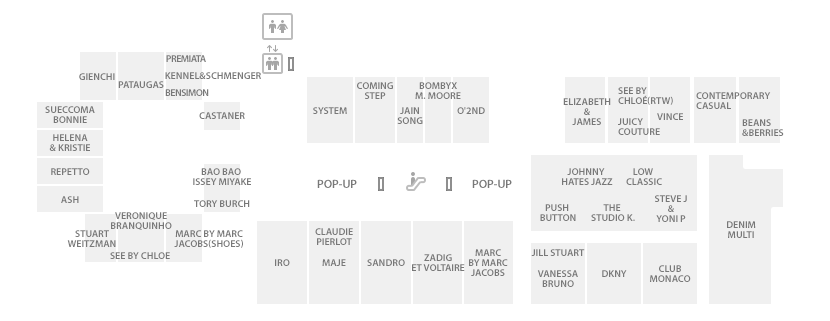 GIENCHI
PATAUGAS
PREMIATA
KENNEL&SCHMENGER
BENSIMON
SUECCOMA
BONNIE
CASTANER
HELENA
& KRISTIE
REPETTO
BAO BAO
ISSEY MIYAKE
ASH
TORY BURCH
VERONIQUE
BRANQUINHO
STUART
WEITZMAN
MARC BY MARC
JACOBS(SHOES)
SEE BY CHLOE
SYSTEM
COMING
STEP
JAIN
SONG
BOMBYX
M. MOORE
O'2ND
POP-UP
POP-UP
IRO
CLAUDIE
PIERLOT
MAJE
SANDRO
ZADIG
ET VOLTAIRE
MARC
BY MARC
JACOBS
ELIZABETH
&
JAMES
SEE BY
CHLOÉ(RTW)
JUICY
COUTURE
VINCE
CONTEMPORARY
CASUAL
BEANS
&BERRIES
JOHNNY
HATES JAZZ
LOW
CLASSIC
PUSH
BUTTON
THE
STUDIO K.
STEVE J
&
YONI P
JILL STUART
VANESSA
BRUNO
DKNY
CLUB
MONACO
DENIM
MULTI